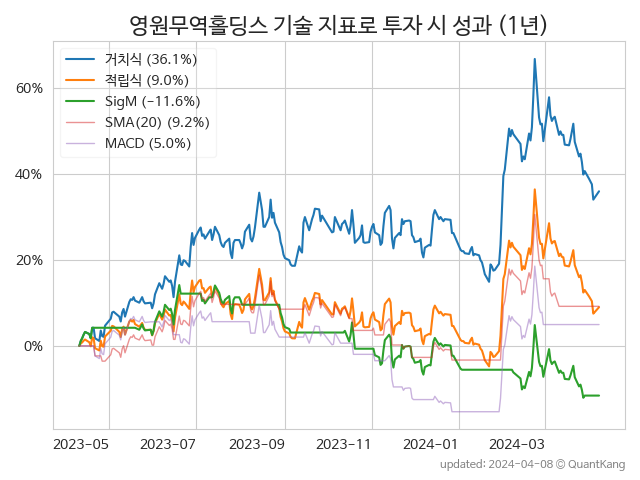 영원무역홀딩스 기술 지표로 투자 시 성과 (1년)
거치식 (36.1%)
적립식 (9.0%)
SigM (-11.6%)
SMA(20) (9.2%)
MACD (5.0%)
60%
40%
20%
0%
2023-05 2023-07 2023-09 2023-11 2024-01 2024-03
updated: 2024-04-08 © QuantKang